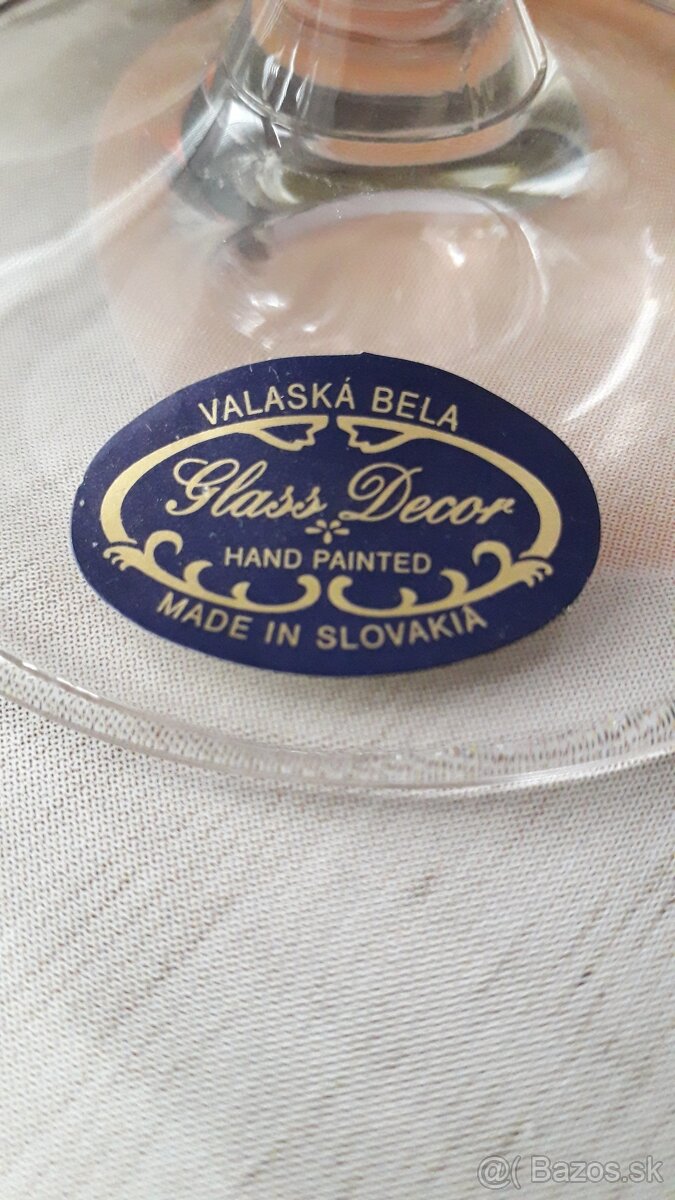 VALASKÁ BELA
Glass Decor
HAND PAINTED
MADE IN SLOVAKIA
@( Bazos.sk